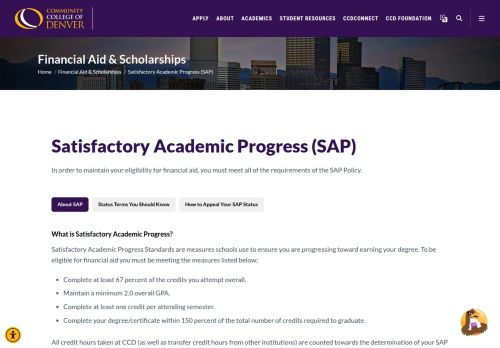 COMMUNITY
COLLEGE OF
DENVER
APPLY ABOUT ACADEMICS STUDENT RESOURCES CCDCONNECT CCD FOUNDATION
Financial Aid & Scholarships
Home / Financial Aid & Scholarships / Satisfactory Academic Progress (SAP)
Satisfactory Academic Progress (SAP)
In order to maintain your eligibility for financial aid, you must meet all of the requirements of the SAP Policy.
About SAP Status Terms You Should Know How to Appeal Your SAP Status
What is Satisfactory Academic Progress?
Satisfactory Academic Progress Standards are measures schools use to ensure you are progressing toward earning your degree. To be
eligible for financial aid you must be meeting the measures listed below;
• Complete at least 67 percent of the credits you attempt overall.
• Maintain a minimum 2.0 overall GPA.
• Complete at least one credit per attending semester.
• Complete your degree/certificate within 150 percent of the total number of credits required to graduate.
All credit hours taken at CCD (as well as transfer credit hours from other institutions) are counted towards the determination of your SAP